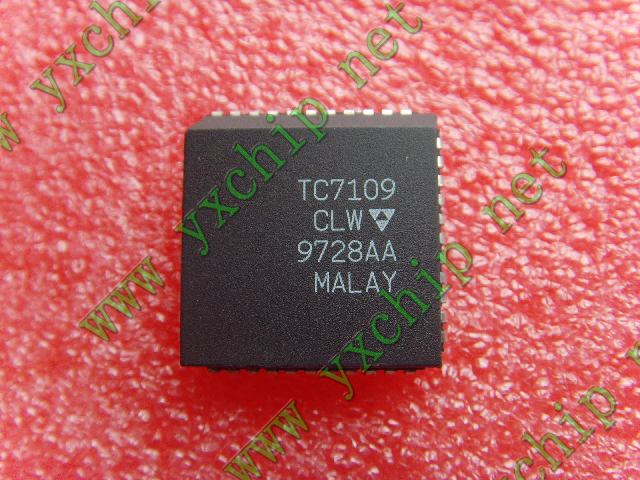 www yxchip net
TC7109
CLW
9728AA
MALAY
www yxchip net
www yxchip net